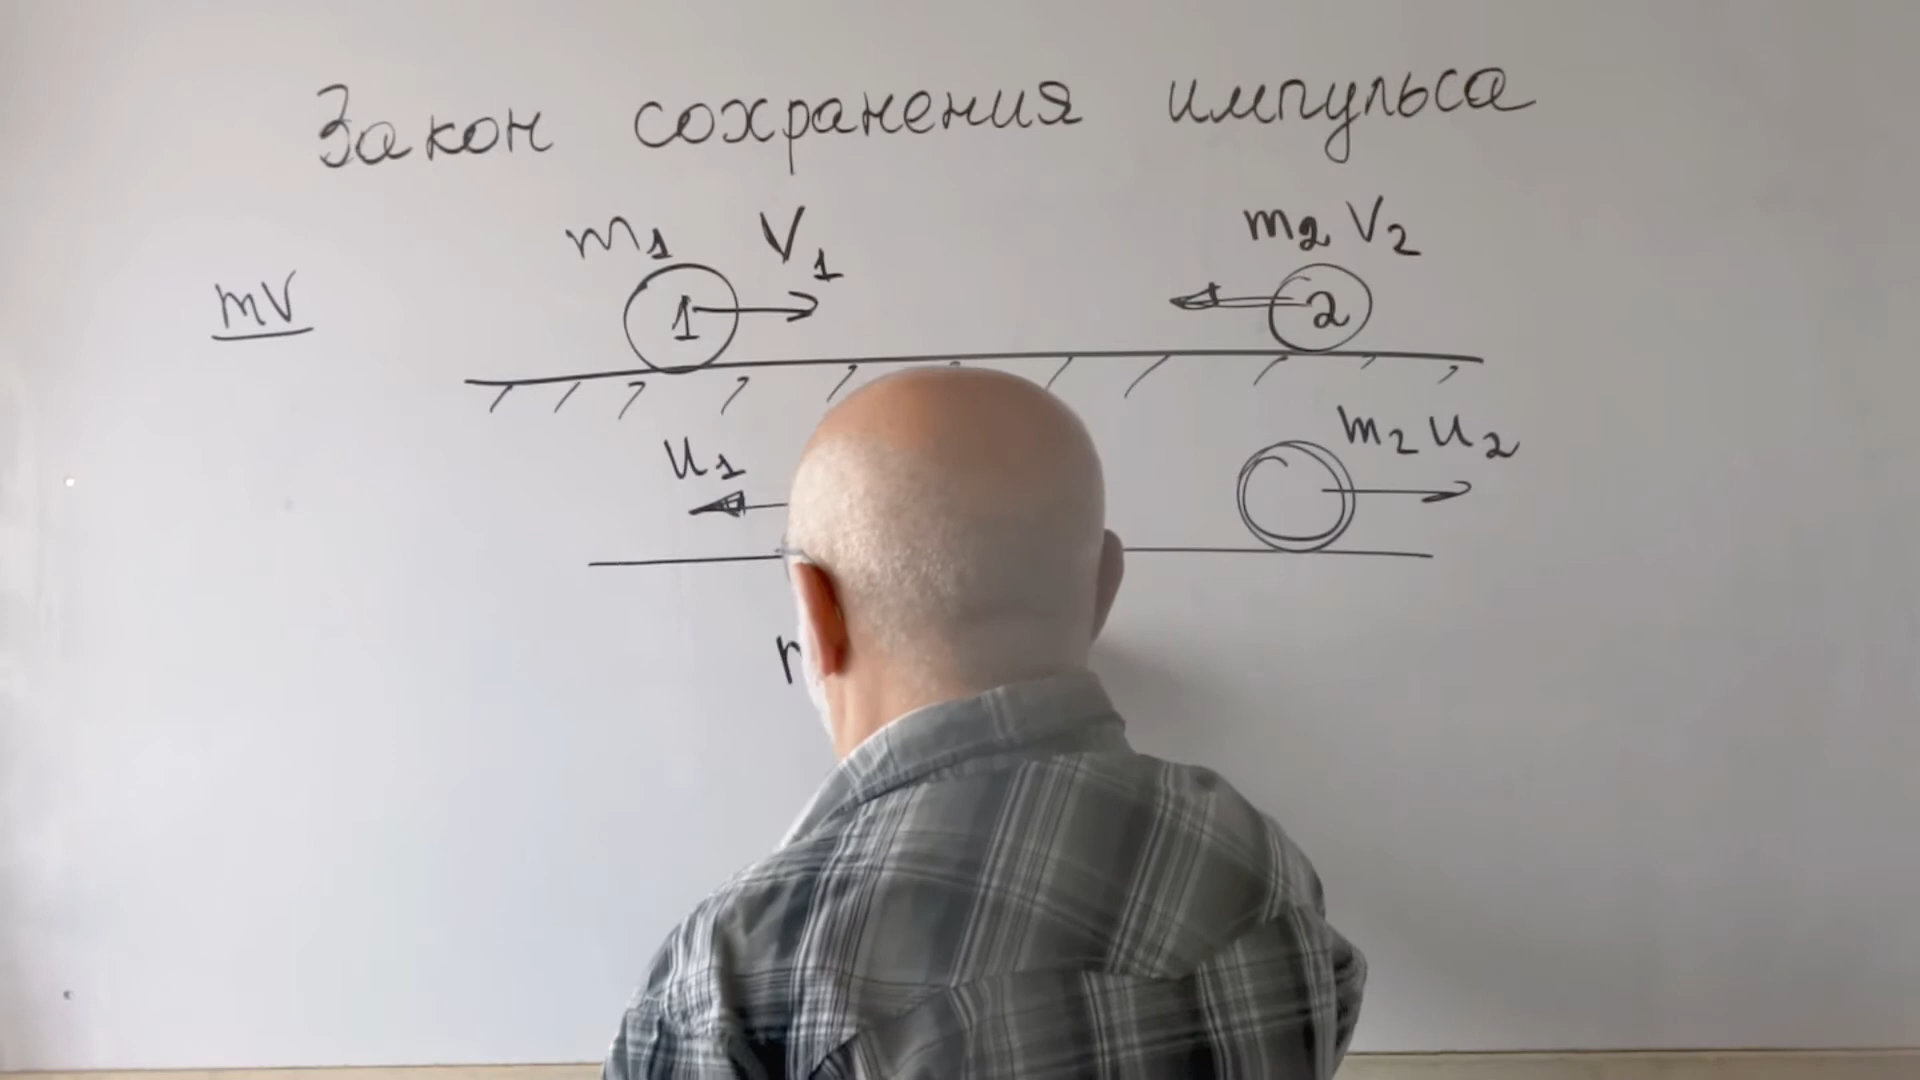 Закон сохранения импульса
m1 V1 m2 V2
mV
1 2
u1 m2 u2